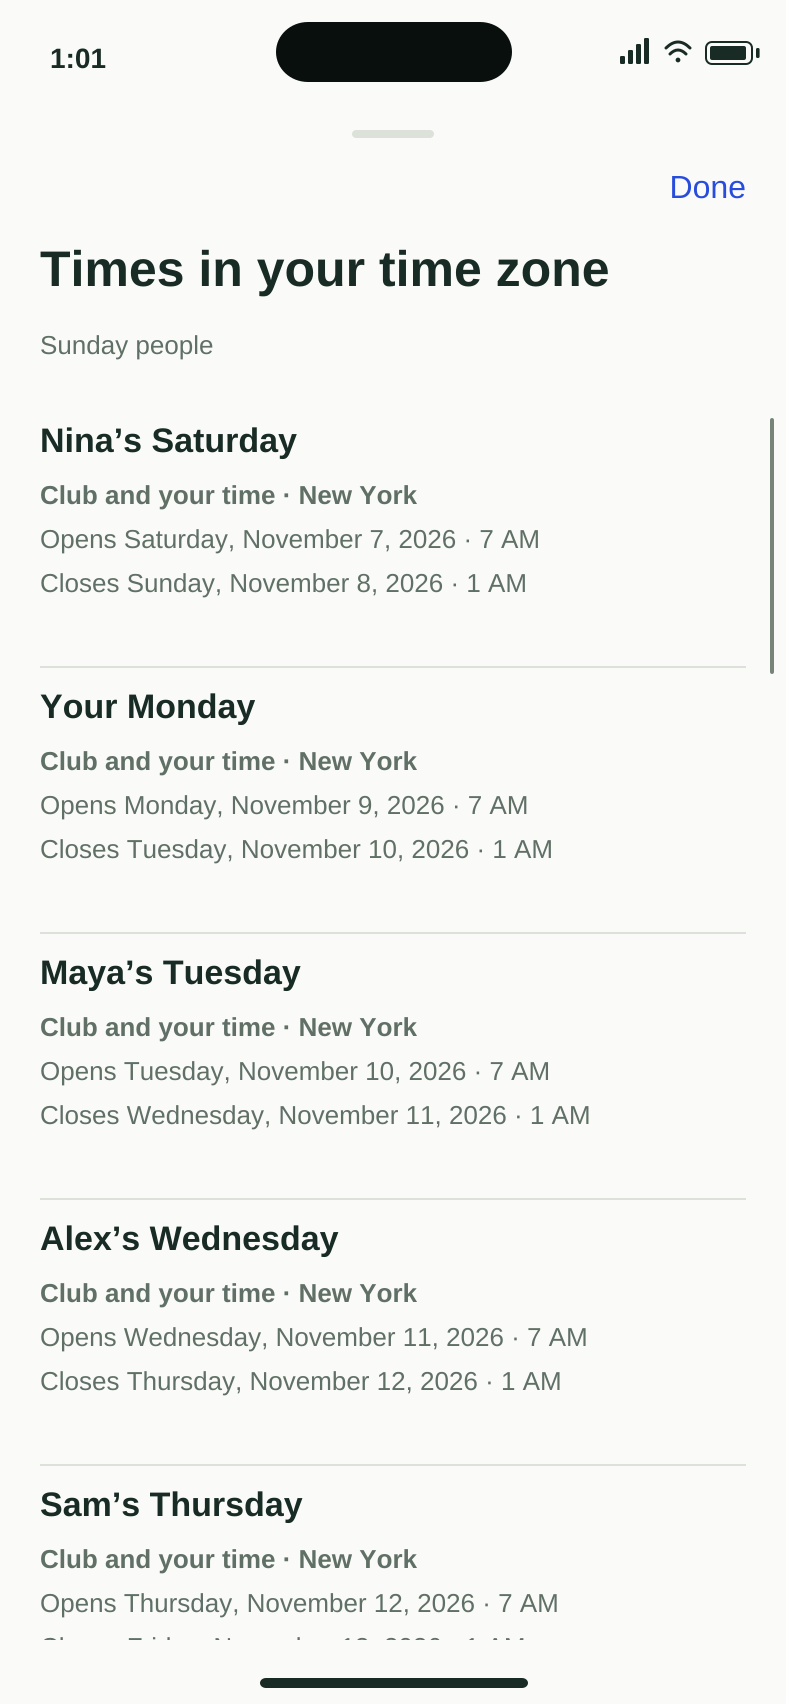 1:01
Done
Times in your time zone
Sunday people
Nina’s Saturday
Club and your time · New York
Opens Saturday, November 7, 2026 · 7 AM
Closes Sunday, November 8, 2026 · 1 AM
Your Monday
Club and your time · New York
Opens Monday, November 9, 2026 · 7 AM
Closes Tuesday, November 10, 2026 · 1 AM
Maya’s Tuesday
Club and your time · New York
Opens Tuesday, November 10, 2026 · 7 AM
Closes Wednesday, November 11, 2026 · 1 AM
Alex’s Wednesday
Club and your time · New York
Opens Wednesday, November 11, 2026 · 7 AM
Closes Thursday, November 12, 2026 · 1 AM
Sam’s Thursday
Club and your time · New York
Opens Thursday, November 12, 2026 · 7 AM